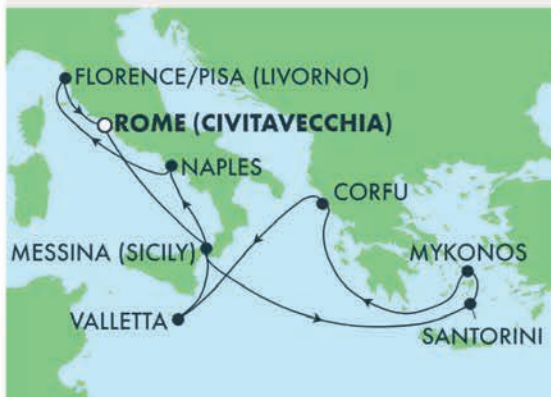 FLORENCE/PISA (LIVORNO)
ROME (CIVITAVECCHIA)
NAPLES
CORFU
MESSINA (SICILY)
MYKONOS
VALLETTA
SANTORINI